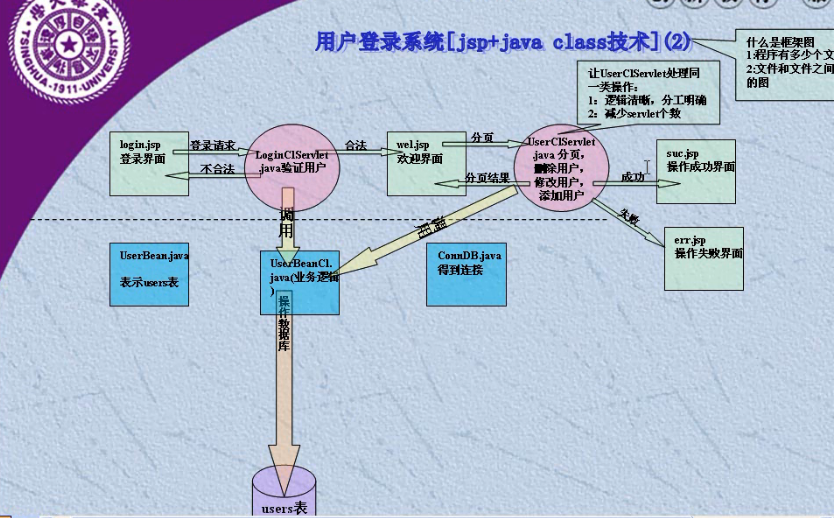 用户登录系统[jsp+java class技术](2)
什么是框架图
1:程序有多少个文
2:文件和文件之间
的图
让UserClServlet处理同
一类操作:
1: 逻辑清晰,分工明确
2: 减少servlet个数
login.jsp
登录界面
登录请求
不合法
LoginClServlet
.java验证用户
合法
wel.jsp
欢迎界面
分页
分页结果
UserClServlet
.java 分页,
删除用户,
修改用户,
添加用户
成功
suc.jsp
操作成功界面
失败
err.jsp
操作失败界面
调用
调用
UserBean.java
表示users表
UserBeanCl.
java(业务逻辑
)
ConnDB.java
得到连接
操作数据库
users表
TSINGHUA
-1911-
UNIVERSITY